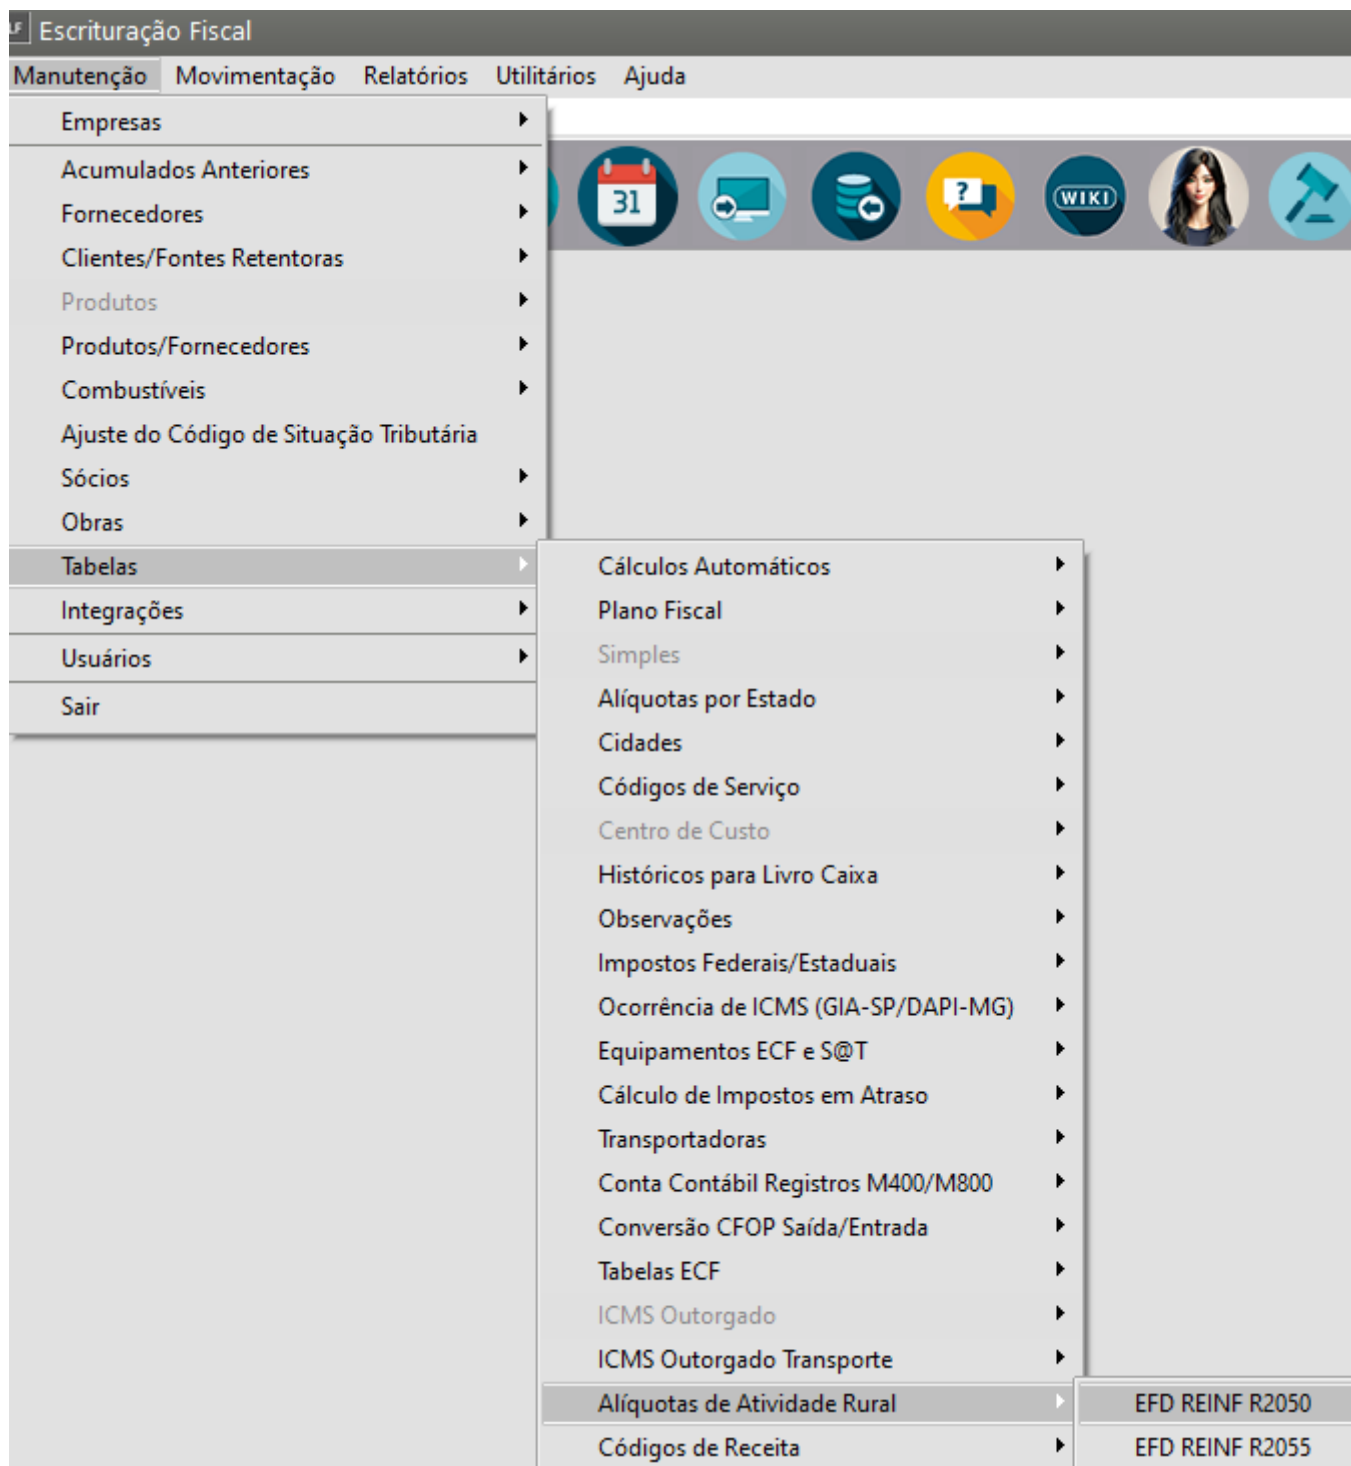 LF Escrituração Fiscal
Manutenção Movimentação Relatórios Utilitários Ajuda
Empresas
Acumulados Anteriores
Fornecedores
Clientes/Fontes Retentoras
Produtos
Produtos/Fornecedores
Combustíveis
Ajuste do Código de Situação Tributária
Sócios
Obras
Tabelas
Integrações
Usuários
Sair
31
?
WIKI
Cálculos Automáticos
Plano Fiscal
Simples
Alíquotas por Estado
Cidades
Códigos de Serviço
Centro de Custo
Históricos para Livro Caixa
Observações
Impostos Federais/Estaduais
Ocorrência de ICMS (GIA-SP/DAPI-MG)
Equipamentos ECF e S@T
Cálculo de Impostos em Atraso
Transportadoras
Conta Contábil Registros M400/M800
Conversão CFOP Saída/Entrada
Tabelas ECF
ICMS Outorgado
ICMS Outorgado Transporte
Alíquotas de Atividade Rural
Códigos de Receita
EFD REINF R2050
EFD REINF R2055